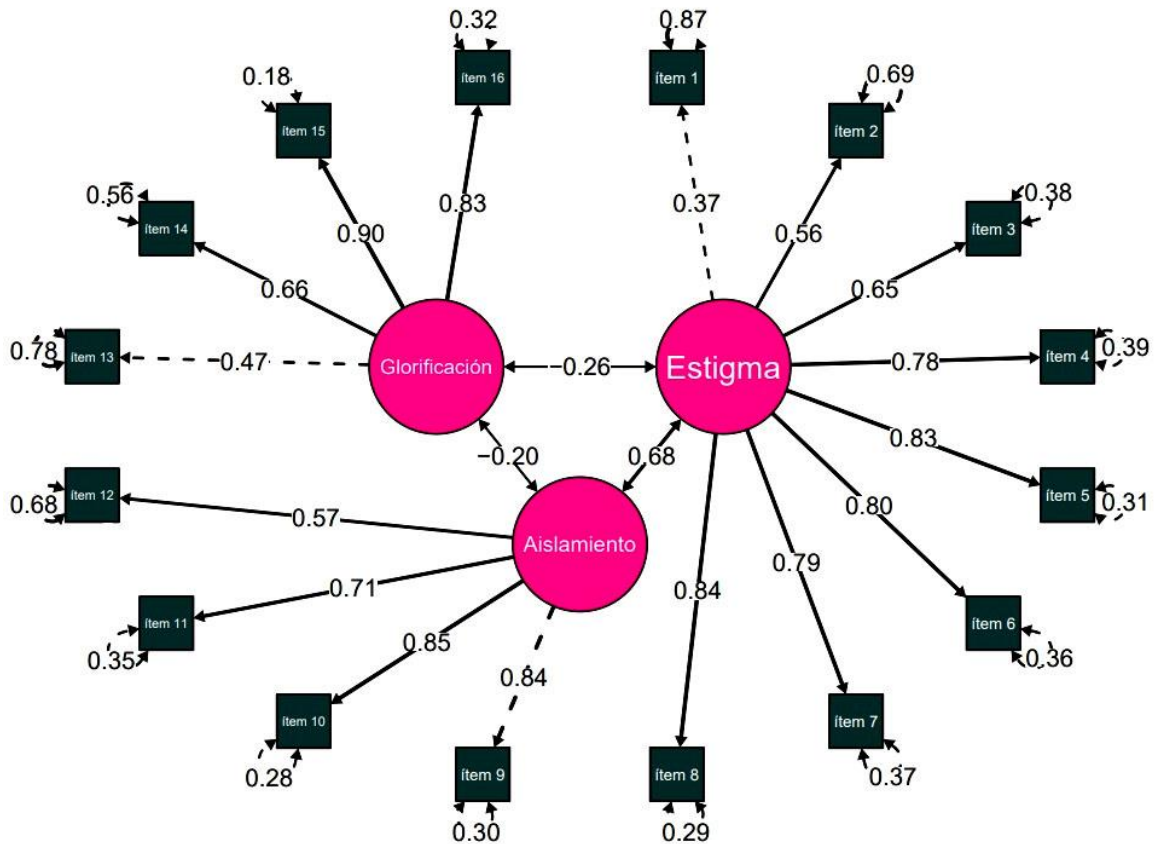 0.32
0.87
ítem 16
ítem 1
0.18
0.69
ítem 15
ítem 2
0.56
0.38
ítem 14
ítem 3
0.83
0.37
0.90
0.56
0.66
0.65
0.78
ítem 13
0.47
Glorificación
−0.26
Estigma
0.78
ítem 4
0.39
−0.20
0.68
0.83
0.68
ítem 12
0.57
Aislamiento
0.80
ítem 5
0.31
0.71
0.84
0.79
ítem 11
0.85
ítem 6
0.35
0.84
0.36
ítem 10
ítem 7
0.28
ítem 9
ítem 8
0.37
0.30
0.29